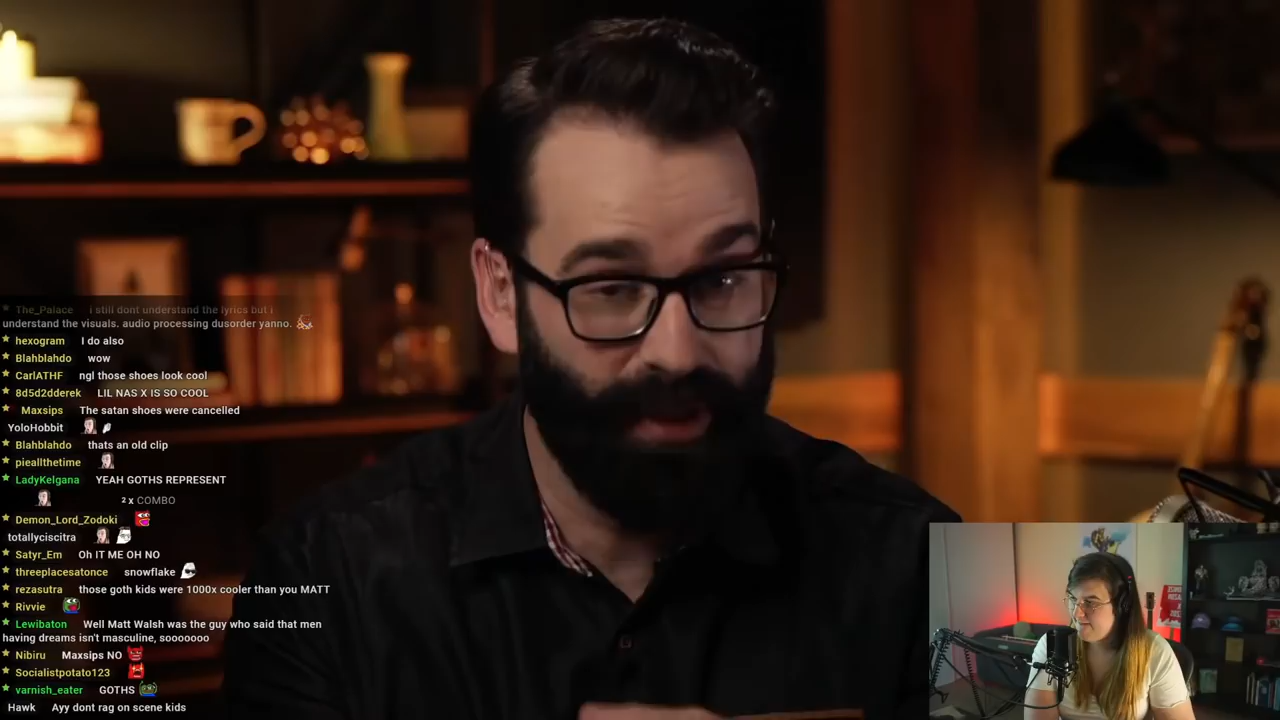 The_Palace i still dont understand the lyrics but i
understand the visuals. audio processing dusorder yanno.
hexogram I do also
Blahblahdo wow
CarlATHF ngl those shoes look cool
8d5d2dderek LIL NAS X IS SO COOL
Maxsips The satan shoes were cancelled
YoloHobbit
Blahblahdo thats an old clip
pieallthetime
LadyKelgana YEAH GOTHS REPRESENT
2 x COMBO
Demon_Lord_Zodoki
totallyciscitra
Satyr_Em Oh IT ME OH NO
threeplacesatonce snowflake
rezasutra those goth kids were 1000x cooler than you MATT
Rivvie
Lewibaton Well Matt Walsh was the guy who said that men
having dreams isn't masculine, sooooooo
Nibiru Maxsips NO
Socialistpotato123
varnish_eater GOTHS
Hawk Ayy dont rag on scene kids